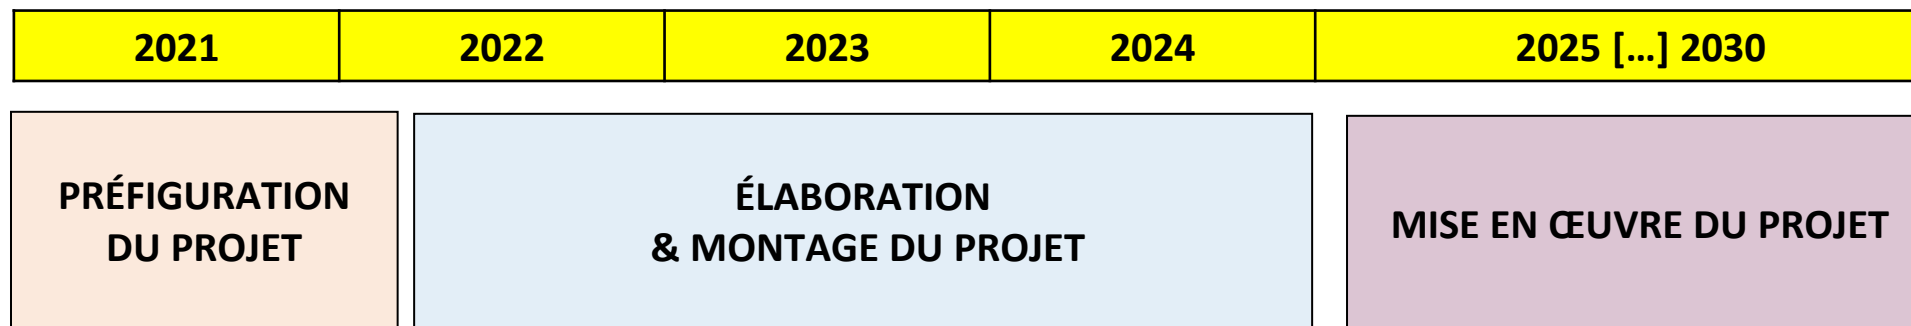 2021 2022 2023 2024 2025 […] 2030
PRÉFIGURATION
DU PROJET
ÉLABORATION
& MONTAGE DU PROJET
MISE EN ŒUVRE DU PROJET